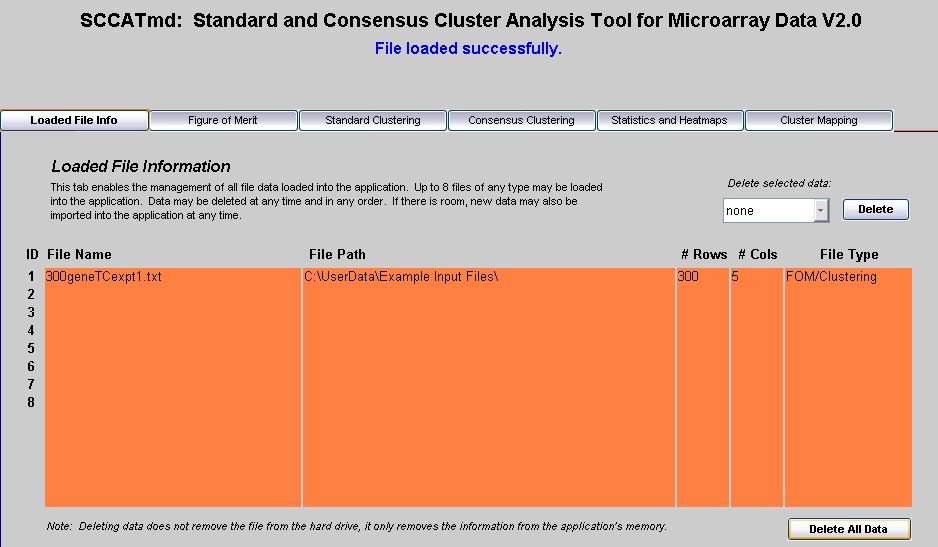 SCCATmd: Standard and Consensus Cluster Analysis Tool for Microarray Data V2.0
File loaded successfully.
Loaded File Info Figure of Merit Standard Clustering Consensus Clustering Statistics and Heatmaps Cluster Mapping
Loaded File Information
This tab enables the management of all file data loaded into the application. Up to 8 files of any type may be loaded
into the application. Data may be deleted at any time and in any order. If there is room, new data may also be
imported into the application at any time.
Delete selected data:
none Delete
ID File Name File Path # Rows # Cols File Type
1 300geneTCexpt1.txt C:\UserData\Example Input Files\ 300 5 FOM/Clustering
2
3
4
5
6
7
8
Note: Deleting data does not remove the file from the hard drive, it only removes the information from the application's memory.
Delete All Data